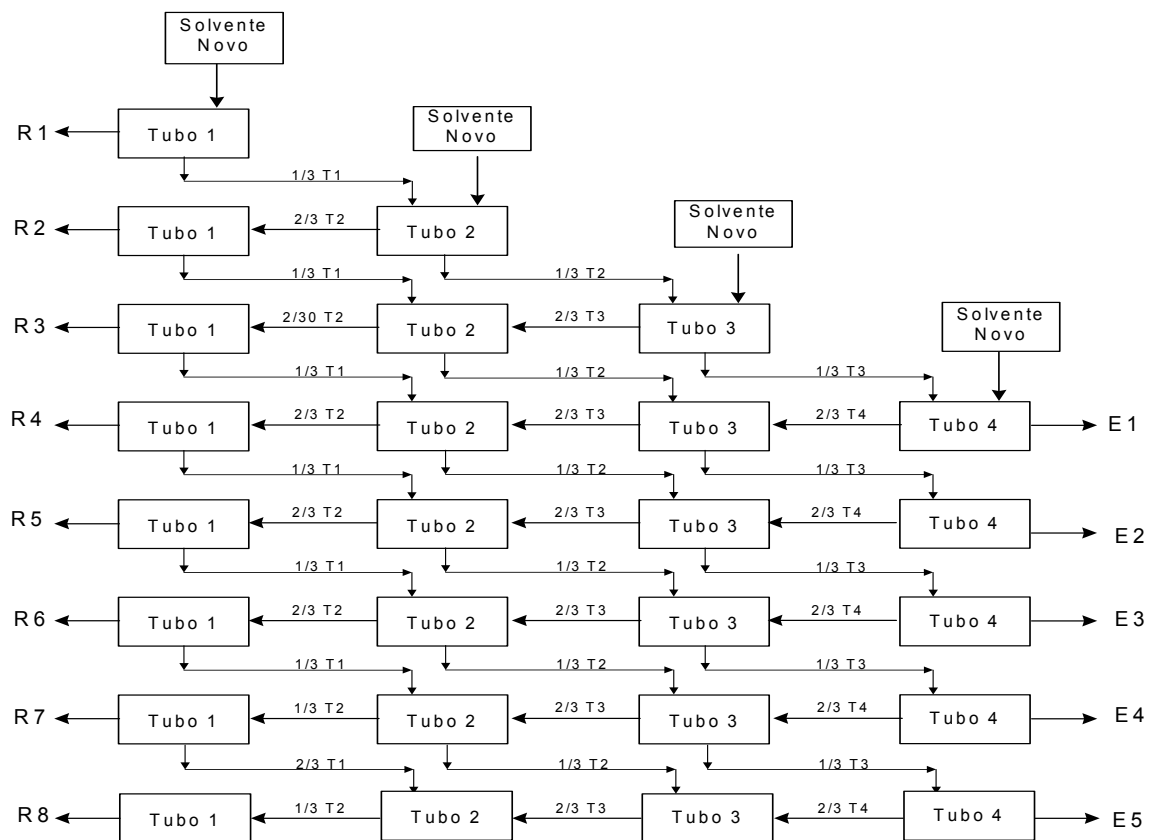 Solvente
Novo
R1 Tubo 1
Solvente
Novo
1/3 T1
R2 Tubo 1 2/3 T2 Tubo 2
Solvente
Novo
1/3 T1 1/3 T2
R3 Tubo 1 2/30 T2 Tubo 2 2/3 T3 Tubo 3
Solvente
Novo
1/3 T1 1/3 T2 1/3 T3
R4 Tubo 1 2/3 T2 Tubo 2 2/3 T3 Tubo 3 2/3 T4 Tubo 4 E1
1/3 T1 1/3 T2 1/3 T3
R5 Tubo 1 2/3 T2 Tubo 2 2/3 T3 Tubo 3 2/3 T4 Tubo 4 E2
1/3 T1 1/3 T2 1/3 T3
R6 Tubo 1 2/3 T2 Tubo 2 2/3 T3 Tubo 3 2/3 T4 Tubo 4 E3
1/3 T1 1/3 T2 1/3 T3
R7 Tubo 1 1/3 T2 Tubo 2 2/3 T3 Tubo 3 2/3 T4 Tubo 4 E4
2/3 T1 1/3 T2 1/3 T3
R8 Tubo 1 1/3 T2 Tubo 2 2/3 T3 Tubo 3 2/3 T4 Tubo 4 E5